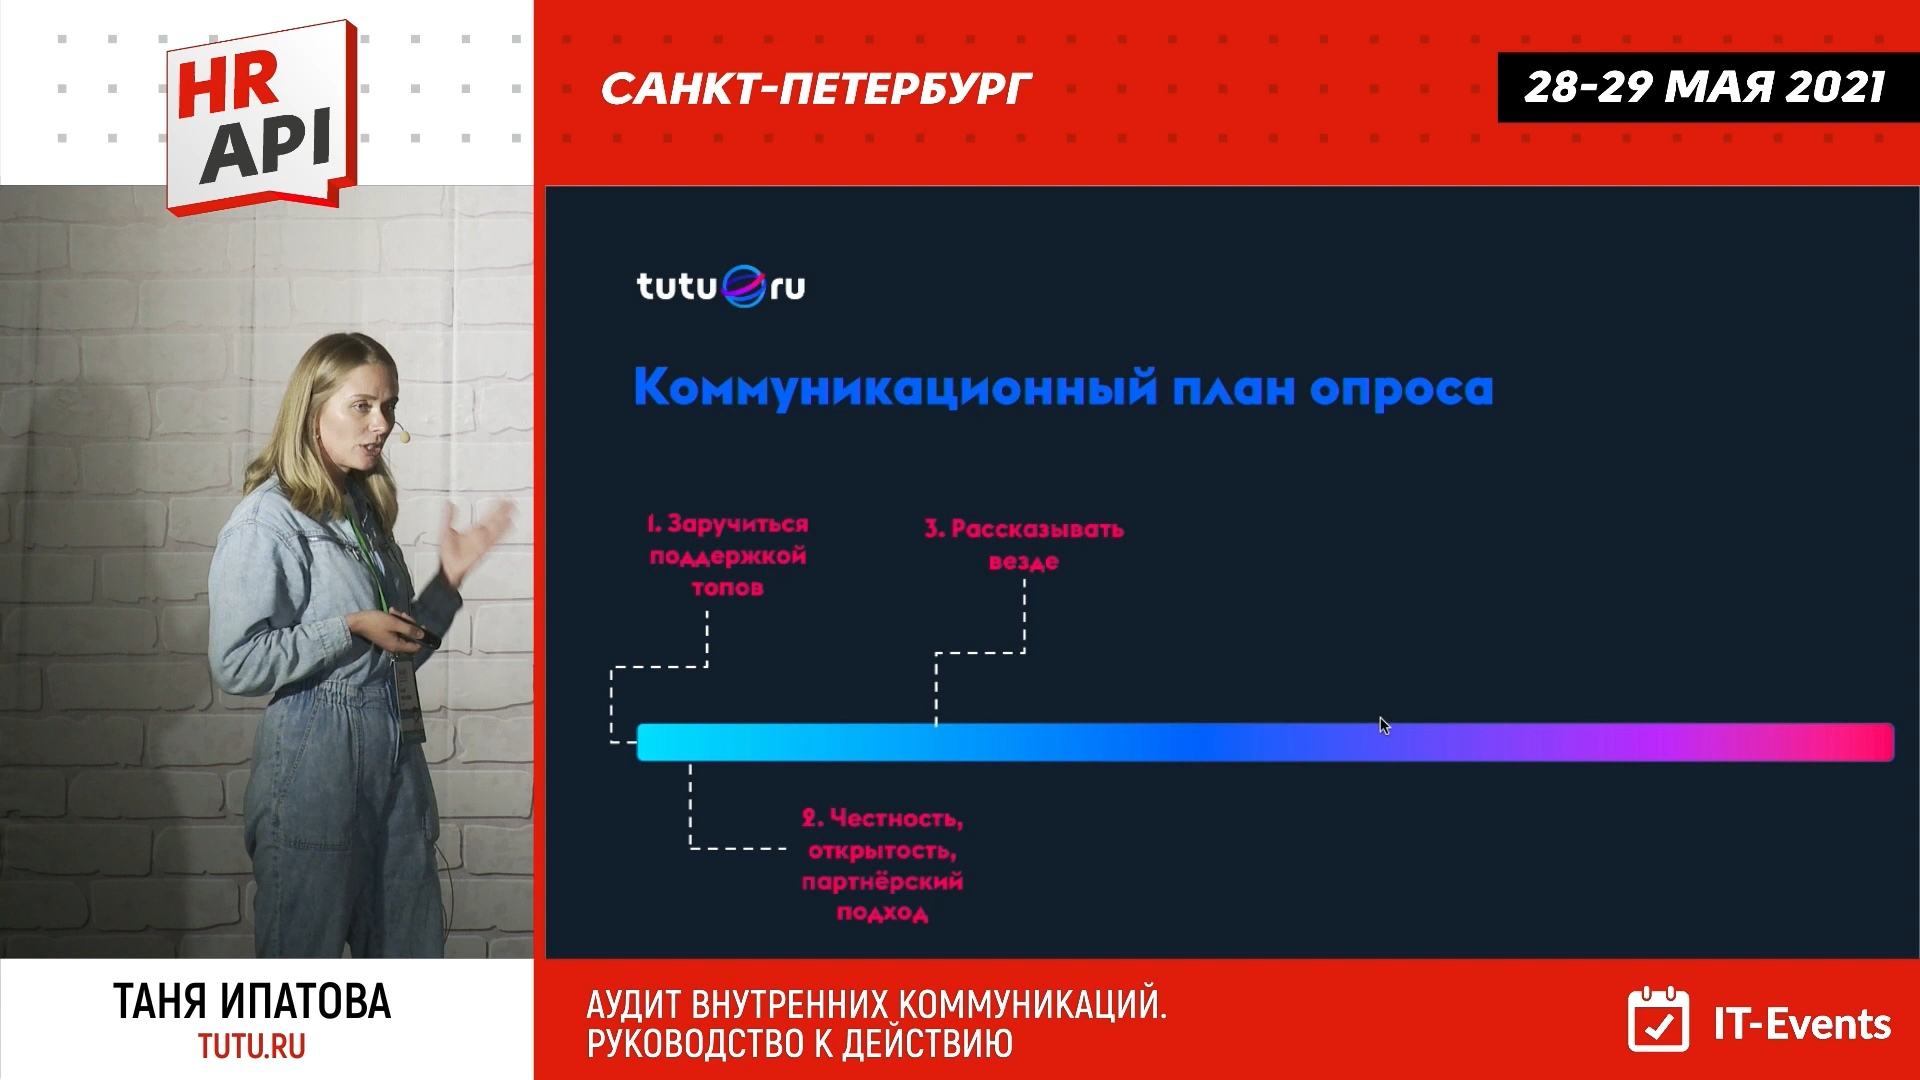 HR
API
САНКТ-ПЕТЕРБУРГ
28-29 МАЯ 2021
tutu ru
Коммуникационный план опроса
1. Заручиться
поддержкой
топов
3. Рассказывать
везде
2. Честность,
открытость,
партнёрский
подход
ТАНЯ ИПАТОВА
TUTU.RU
АУДИТ ВНУТРЕННИХ КОММУНИКАЦИЙ.
РУКОВОДСТВО К ДЕЙСТВИЮ
IT-Events